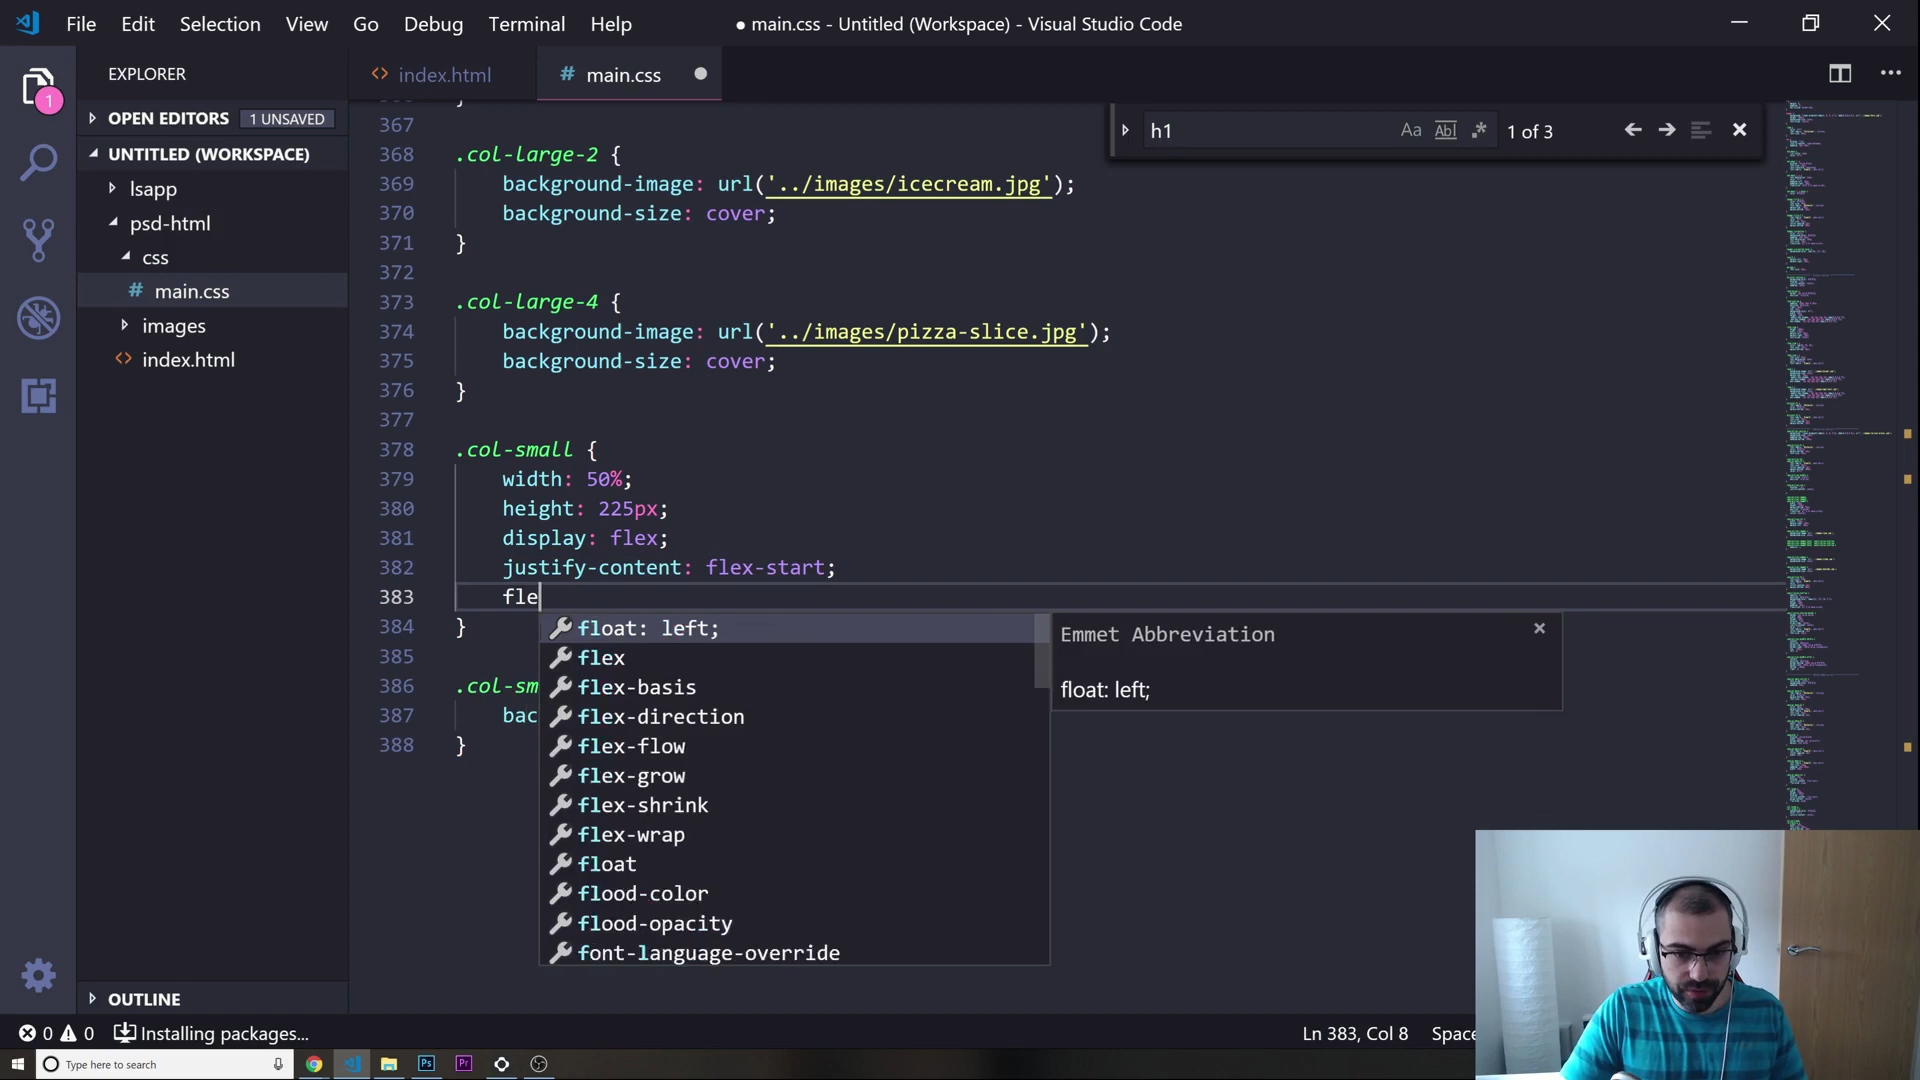 File Edit Selection View Go Debug Terminal Help
● main.css - Untitled (Workspace) - Visual Studio Code
EXPLORER
<> index.html
# main.css
1
OPEN EDITORS 1 UNSAVED
UNTITLED (WORKSPACE)
lsapp
psd-html
css
# main.css
images
<> index.html
OUTLINE
h1
Aa Abl .* 1 of 3
367
368 .col-large-2 {
369 background-image: url('../images/icecream.jpg');
370 background-size: cover;
371 }
372
373 .col-large-4 {
374 background-image: url('../images/pizza-slice.jpg');
375 background-size: cover;
376 }
377
378 .col-small {
379 width: 50%;
380 height: 225px;
381 display: flex;
382 justify-content: flex-start;
383 fle
384 }
385
386 .col-sm
387 bac
388 }
float: left;
flex
flex-basis
flex-direction
flex-flow
flex-grow
flex-shrink
flex-wrap
float
flood-color
flood-opacity
font-language-override
Emmet Abbreviation
float: left;
0 0 Installing packages...
Ln 383, Col 8 Space
Type here to search
Ps
Pr